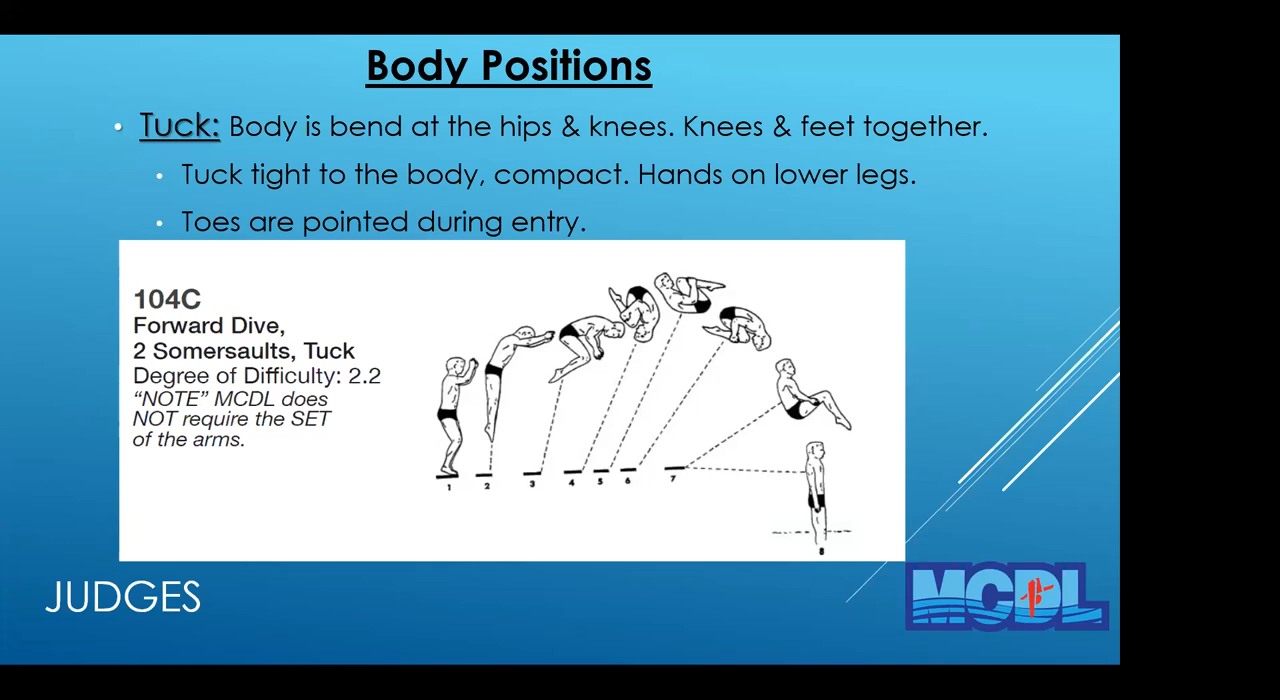 Body Positions
• Tuck: Body is bend at the hips & knees. Knees & feet together.
• Tuck tight to the body, compact. Hands on lower legs.
• Toes are pointed during entry.
104C
Forward Dive,
2 Somersaults, Tuck
Degree of Difficulty: 2.2
“NOTE” MCDL does
NOT require the SET
of the arms.
1 2 3 4 5 6 7
8
JUDGES
MCDL